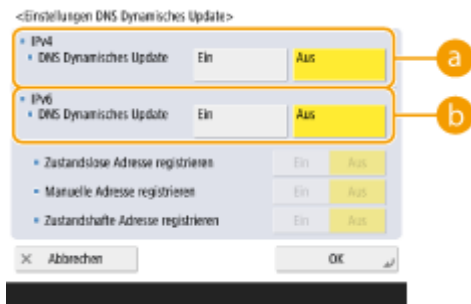 <Einstellungen DNS Dynamisches Update>
IPv4
DNS Dynamisches Update Ein Aus
a
IPv6
DNS Dynamisches Update Ein Aus
b
Zustandslose Adresse registrieren Ein Aus
Manuelle Adresse registrieren Ein Aus
Zustandshafte Adresse registrieren Ein Aus
× Abbrechen OK